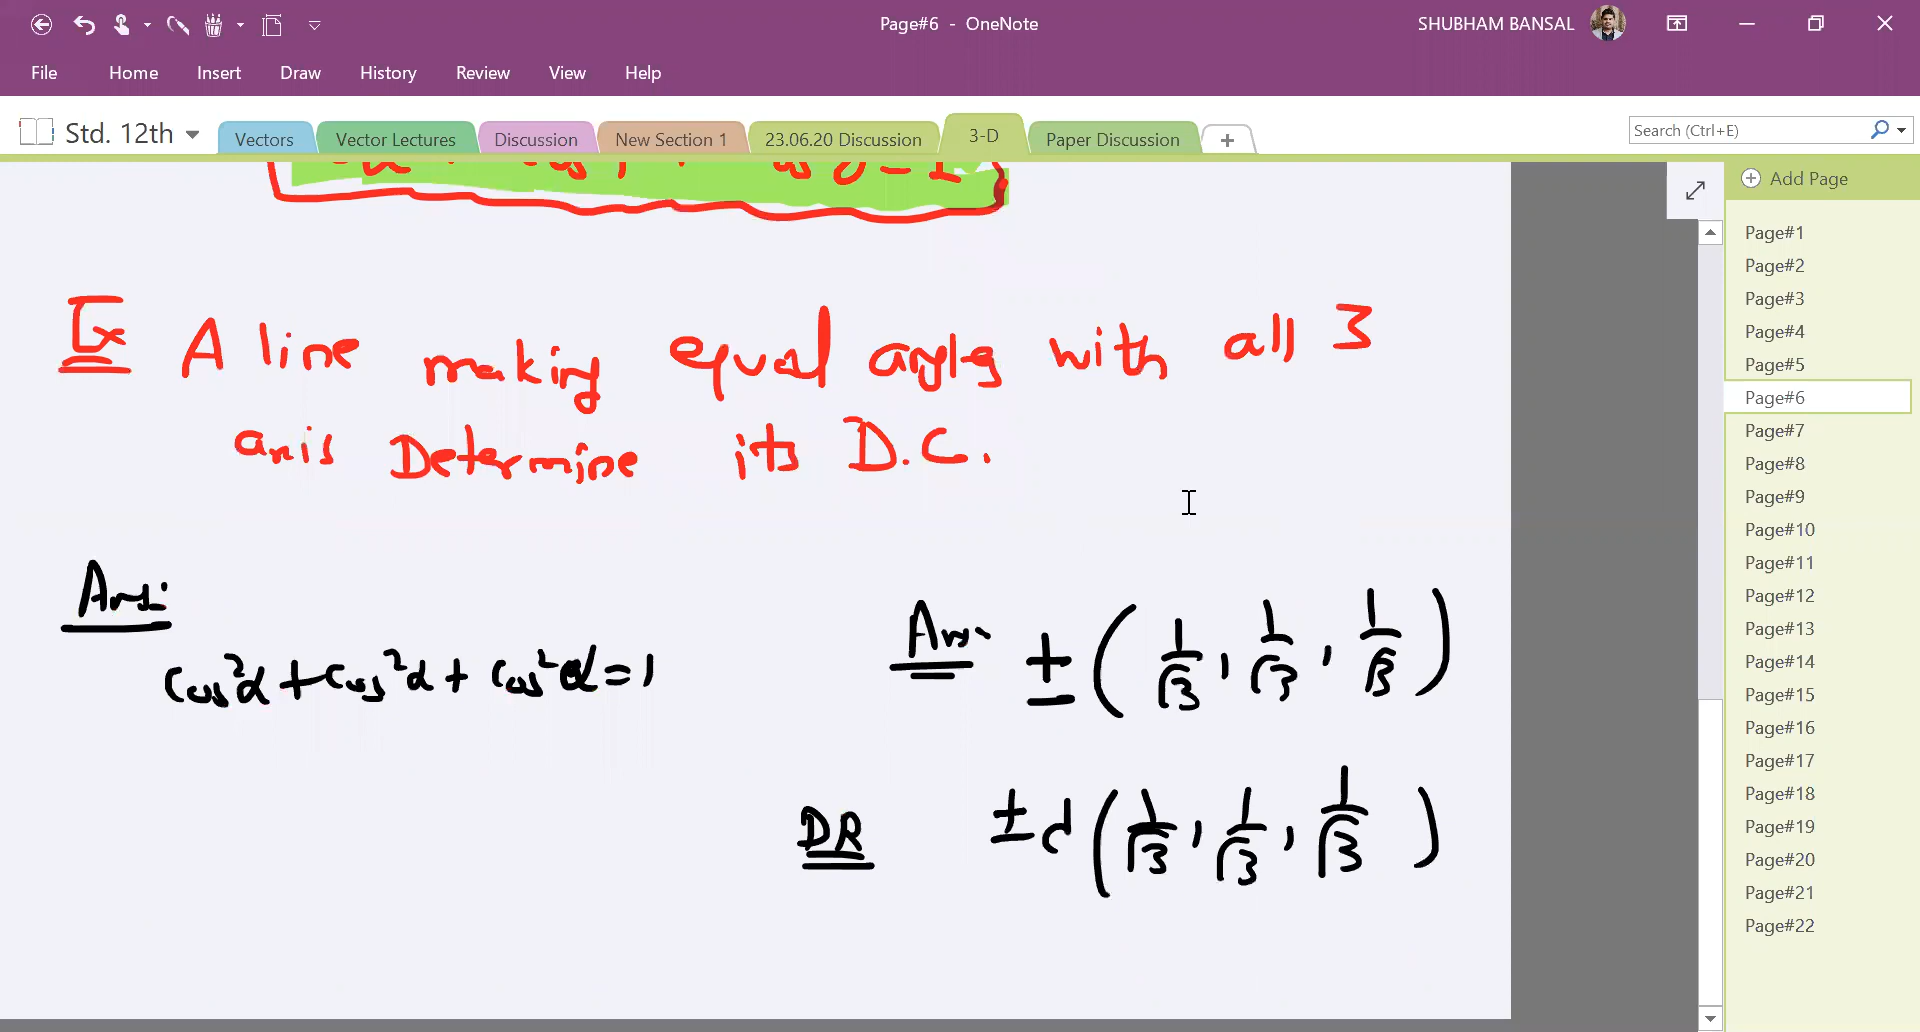 Page#6 - OneNote
SHUBHAM BANSAL
File Home Insert Draw History Review View Help
Std. 12th
Vectors Vector Lectures Discussion New Section 1 23.06.20 Discussion 3-D Paper Discussion +
Search (Ctrl+E)
Add Page
Page#1
Page#2
Page#3
Page#4
Page#5
Page#6
Page#7
Page#8
Page#9
Page#10
Page#11
Page#12
Page#13
Page#14
Page#15
Page#16
Page#17
Page#18
Page#19
Page#20
Page#21
Page#22
Ex A line making equal angles with all 3
axis Determine its D.C.
Ans:
cos²α + cos²α + cos²α = 1
Ans ± (1/√3, 1/√3, 1/√3)
DR ± d (1/√3, 1/√3, 1/√3)